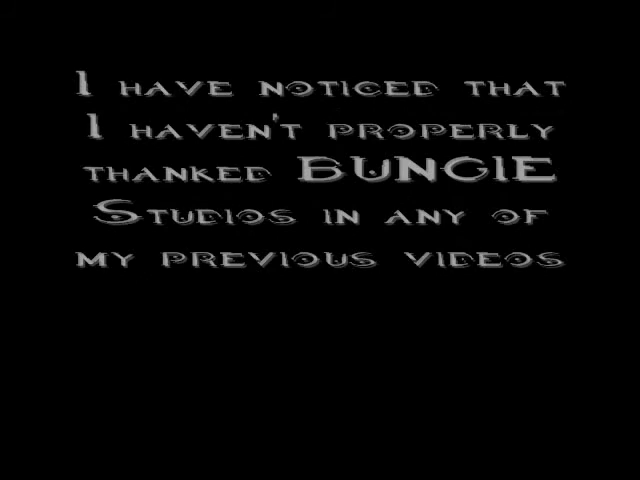 I have noticed that
I haven't properly
thanked BUNGIE
Studios in any of
my previous videos